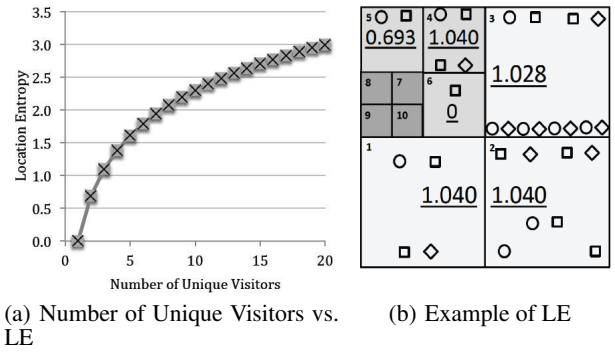 3.5
3.0
2.5
2.0
1.5
1.0
0.5
0.0
Location Entropy
0 5 10 15 20
Number of Unique Visitors
(a) Number of Unique Visitors vs.
LE
5 4 3
0.693 1.040
1.028
8 7 6
0
9 10
1 2
1.040 1.040
(b) Example of LE